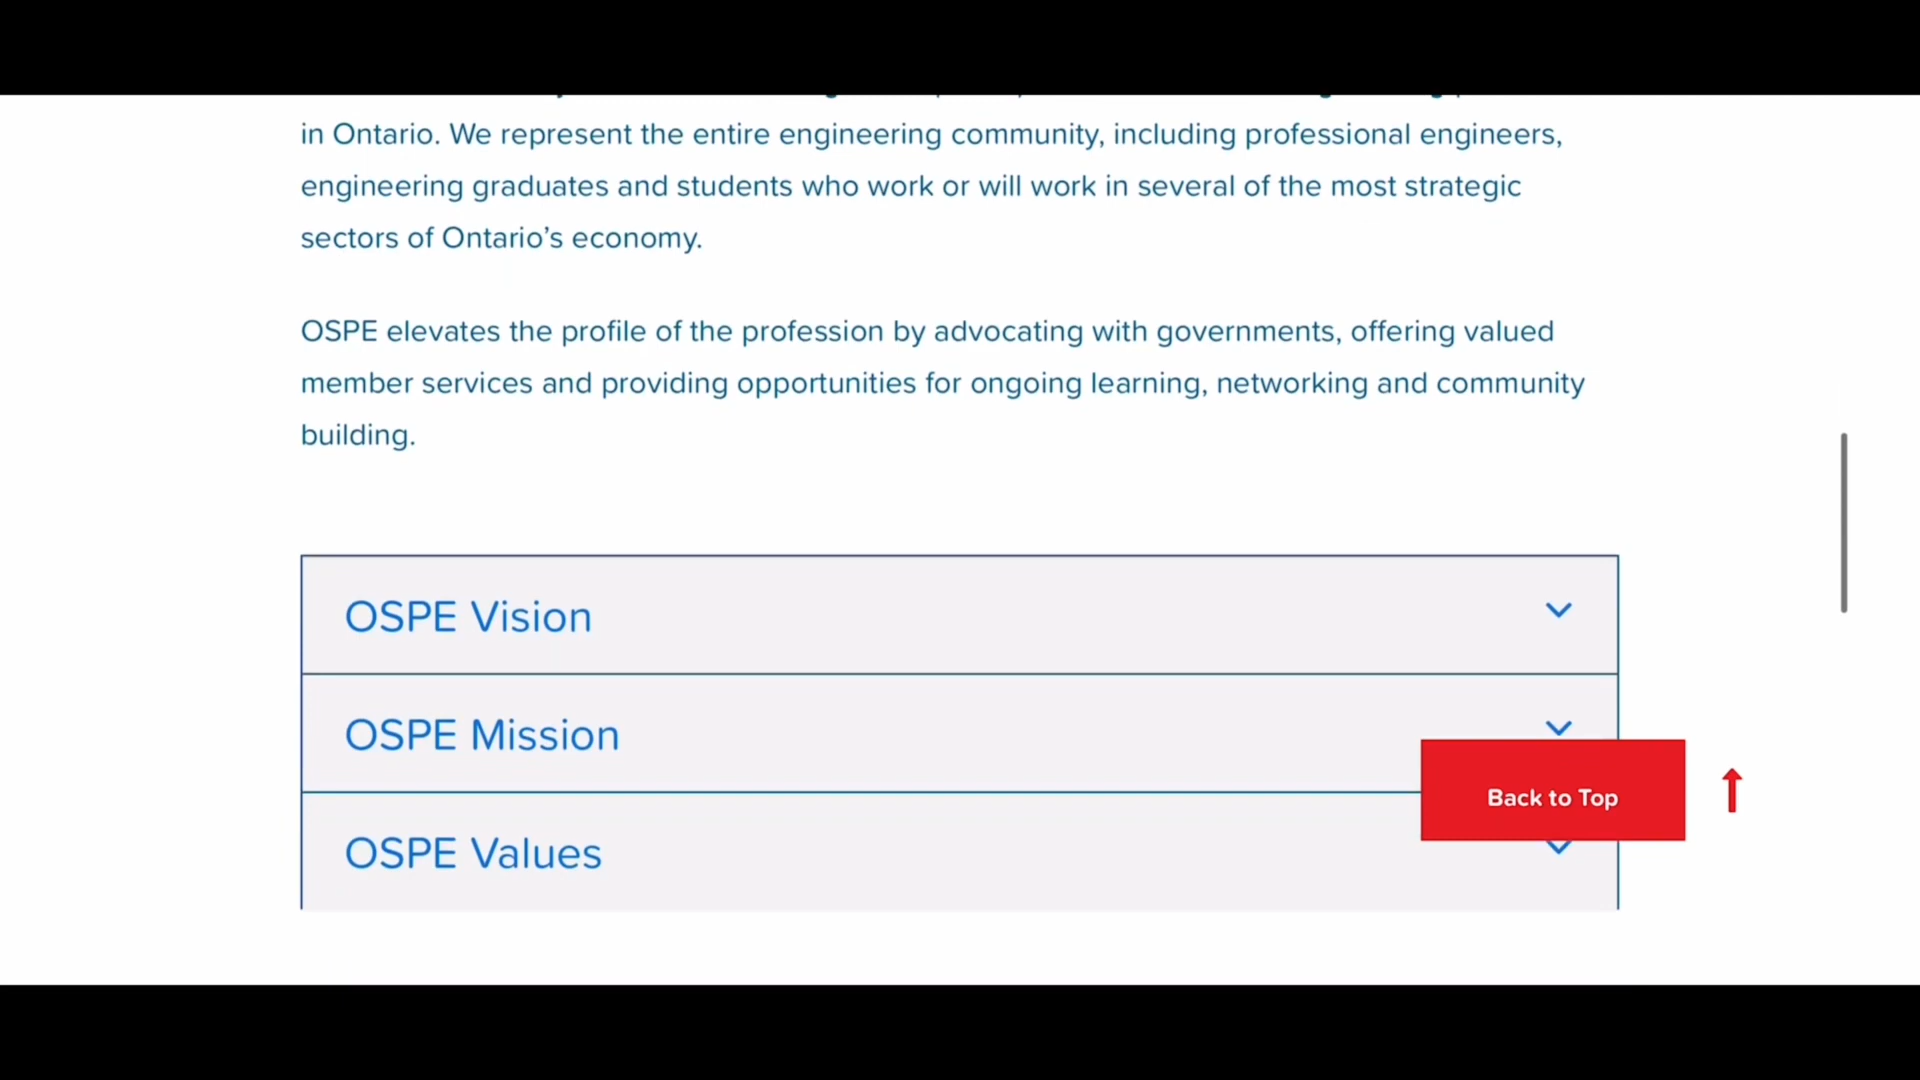 in Ontario. We represent the entire engineering community, including professional engineers,
engineering graduates and students who work or will work in several of the most strategic
sectors of Ontario’s economy.
OSPE elevates the profile of the profession by advocating with governments, offering valued
member services and providing opportunities for ongoing learning, networking and community
building.
OSPE Vision
OSPE Mission
Back to Top
OSPE Values